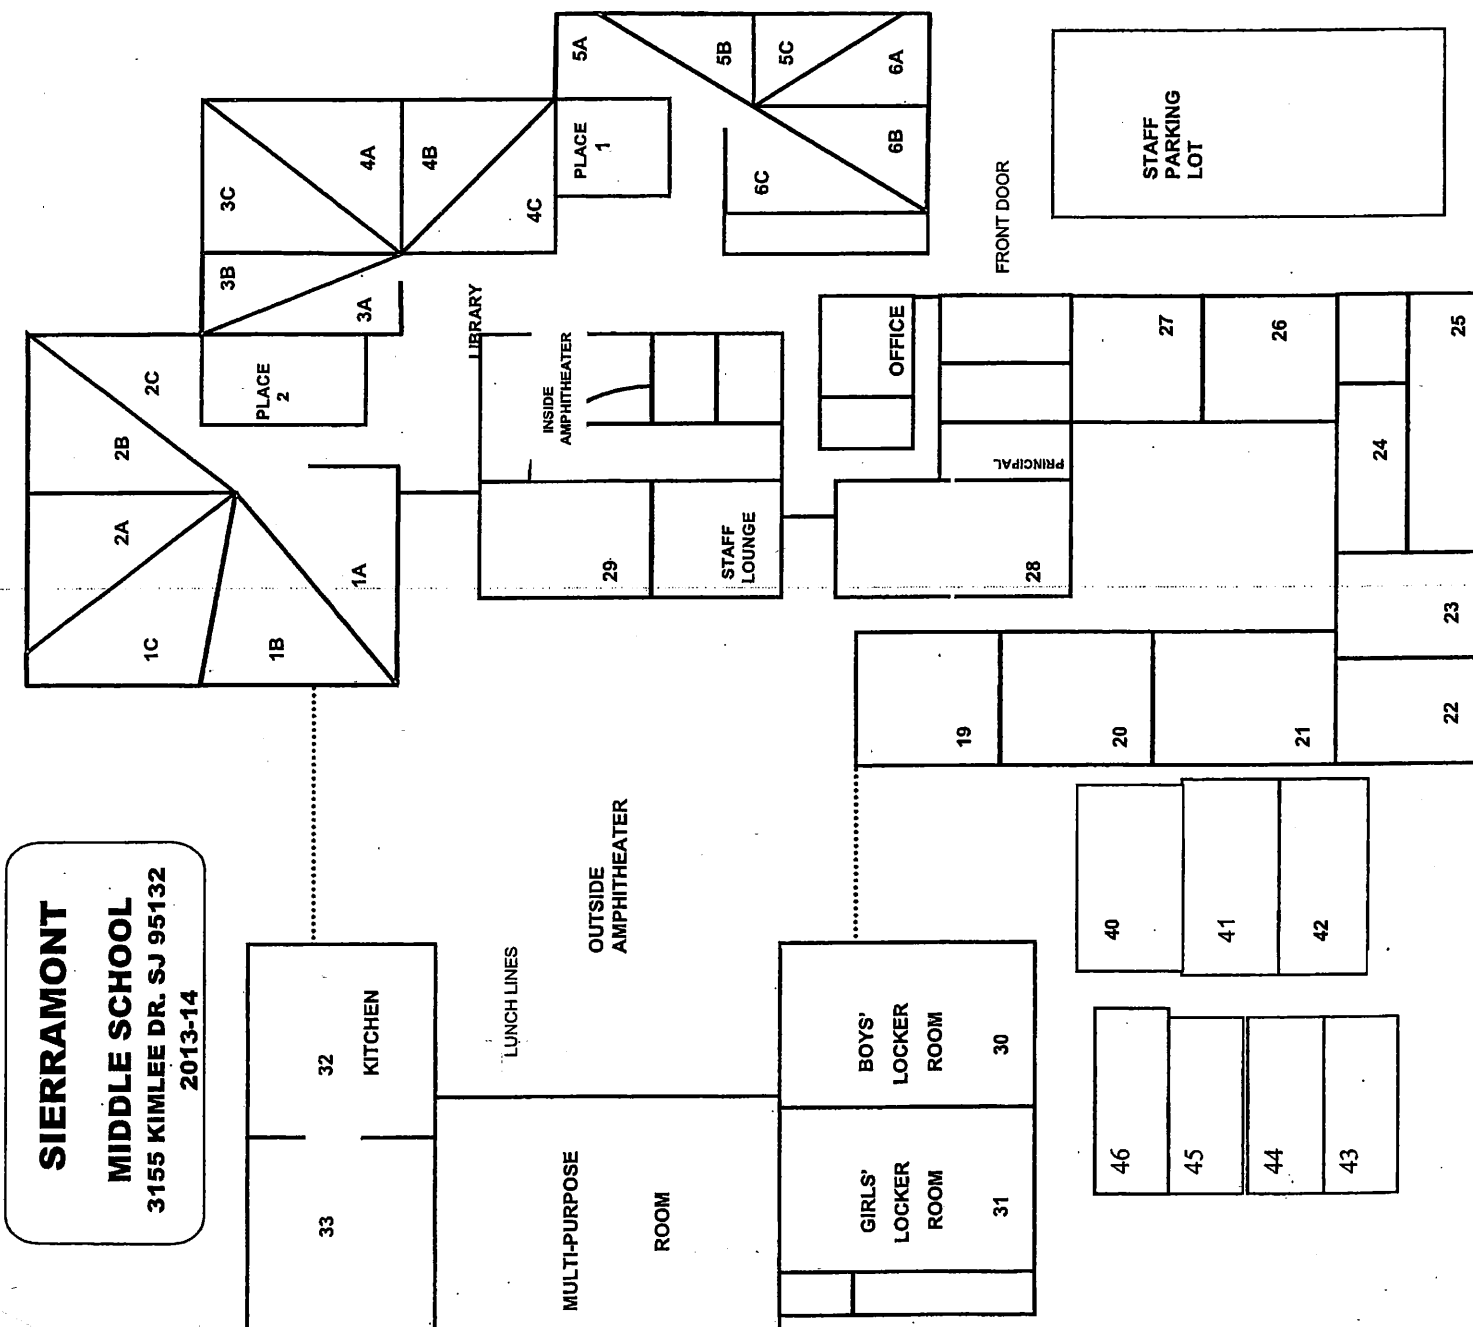 SIERRAMONT
MIDDLE SCHOOL
3155 KIMLEE DR. SJ 95132
2013-14
33
32
KITCHEN
LUNCH LINES
MULTI-PURPOSE
ROOM
OUTSIDE
AMPHITHEATER
BOYS'
LOCKER
ROOM
30
GIRLS'
LOCKER
ROOM
31
46
45
44
43
40
41
42
1C
1B
1A
2A
2B
2C
PLACE
2
3B
3C
3A
4A
4B
4C
PLACE
1
5A
5B
5C
6A
6B
6C
LIBRARY
INSIDE
AMPHITHEATER
29
STAFF
LOUNGE
OFFICE
PRINCIPAL
28
FRONT DOOR
STAFF
PARKING
LOT
27
26
25
24
23
22
19
20
21